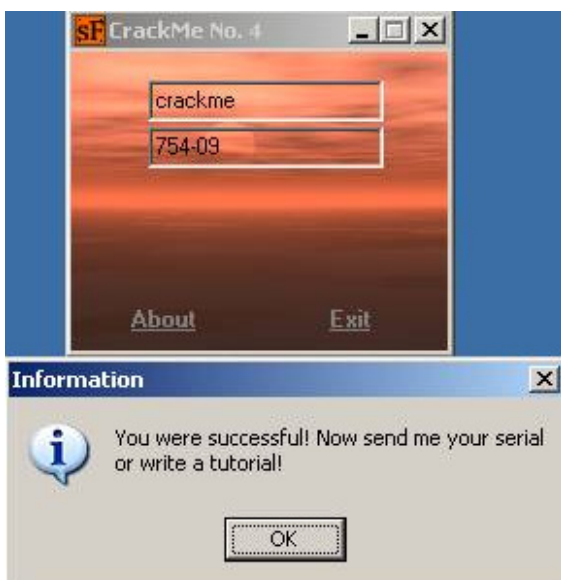 sF CrackMe No. 4
crackme
754-09
About Exit
Information
You were successful! Now send me your serial
or write a tutorial!
OK